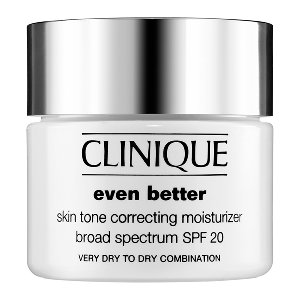 CLINIQUE
even better
skin tone correcting moisturizer
broad spectrum SPF 20
VERY DRY TO DRY COMBINATION